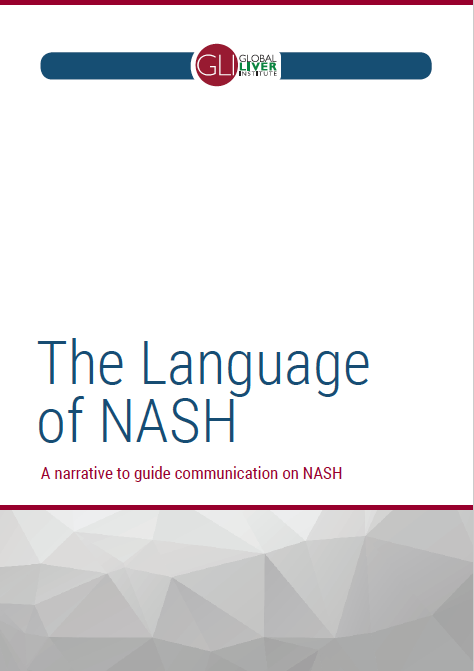 GLI
GLOBAL
LIVER
INSTITUTE
The Language
of NASH
A narrative to guide communication on NASH